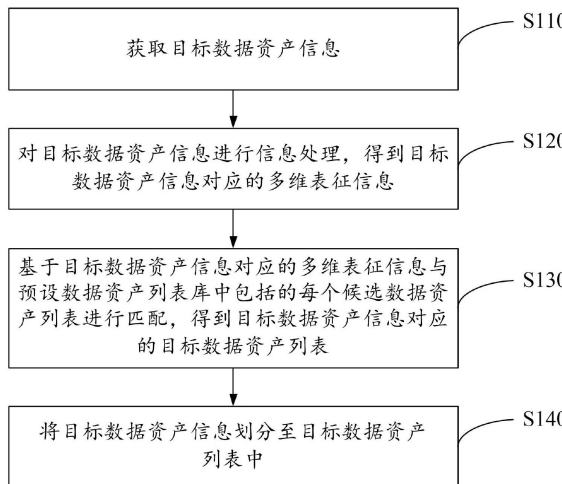 S110
获取目标数据资产信息
S120
对目标数据资产信息进行信息处理，得到目标
数据资产信息对应的多维表征信息
基于目标数据资产信息对应的多维表征信息与
预设数据资产列表库中包括的每个候选数据资
产列表进行匹配，得到目标数据资产信息对应
的目标数据资产列表
S130
将目标数据资产信息划分至目标数据资产
列表中
S140